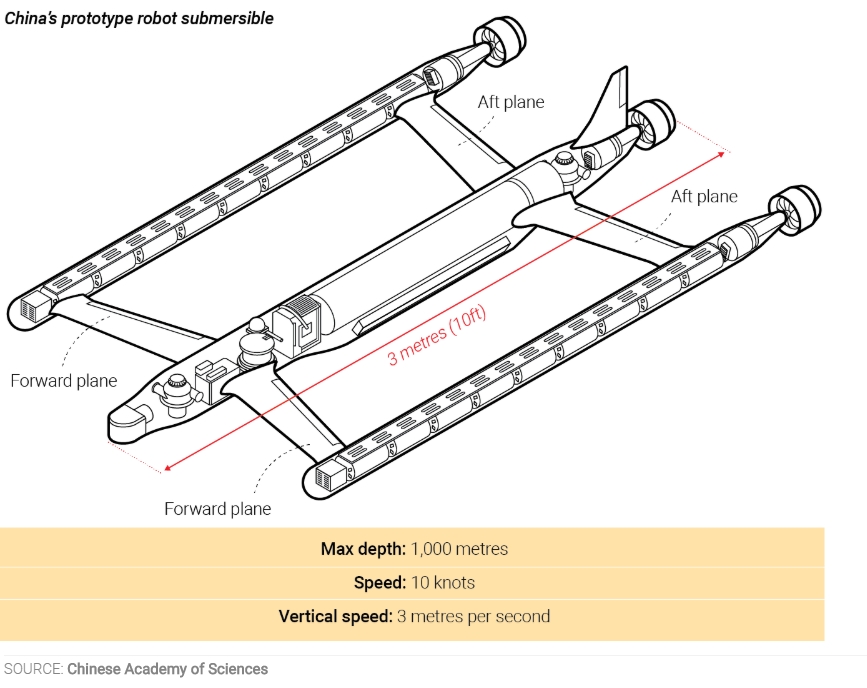 China's prototype robot submersible
Aft plane
Aft plane
3 metres (10ft)
Forward plane
Forward plane
Max depth: 1,000 metres
Speed: 10 knots
Vertical speed: 3 metres per second
SOURCE: Chinese Academy of Sciences